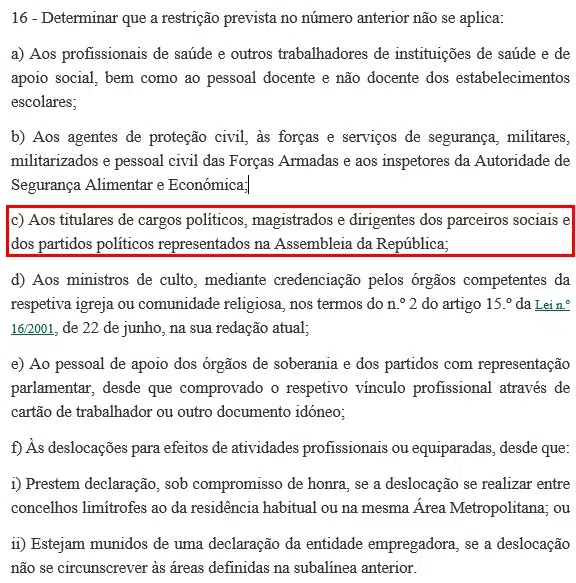 16 - Determinar que a restrição prevista no número anterior não se aplica:
a) Aos profissionais de saúde e outros trabalhadores de instituições de saúde e de
apoio social, bem como ao pessoal docente e não docente dos estabelecimentos
escolares;
b) Aos agentes de proteção civil, às forças e serviços de segurança, militares,
militarizados e pessoal civil das Forças Armadas e aos inspetores da Autoridade de
Segurança Alimentar e Económica;
c) Aos titulares de cargos políticos, magistrados e dirigentes dos parceiros sociais e
dos partidos políticos representados na Assembleia da República;
d) Aos ministros de culto, mediante credenciação pelos órgãos competentes da
respetiva igreja ou comunidade religiosa, nos termos do n.º 2 do artigo 15.º da Lei n.º
16/2001, de 22 de junho, na sua redação atual;
e) Ao pessoal de apoio dos órgãos de soberania e dos partidos com representação
parlamentar, desde que comprovado o respetivo vínculo profissional através de
cartão de trabalhador ou outro documento idóneo;
f) Às deslocações para efeitos de atividades profissionais ou equiparadas, desde que:
i) Prestem declaração, sob compromisso de honra, se a deslocação se realizar entre
concelhos limítrofes ao da residência habitual ou na mesma Área Metropolitana; ou
ii) Estejam munidos de uma declaração da entidade empregadora, se a deslocação
não se circunscrever às áreas definidas na subalínea anterior.